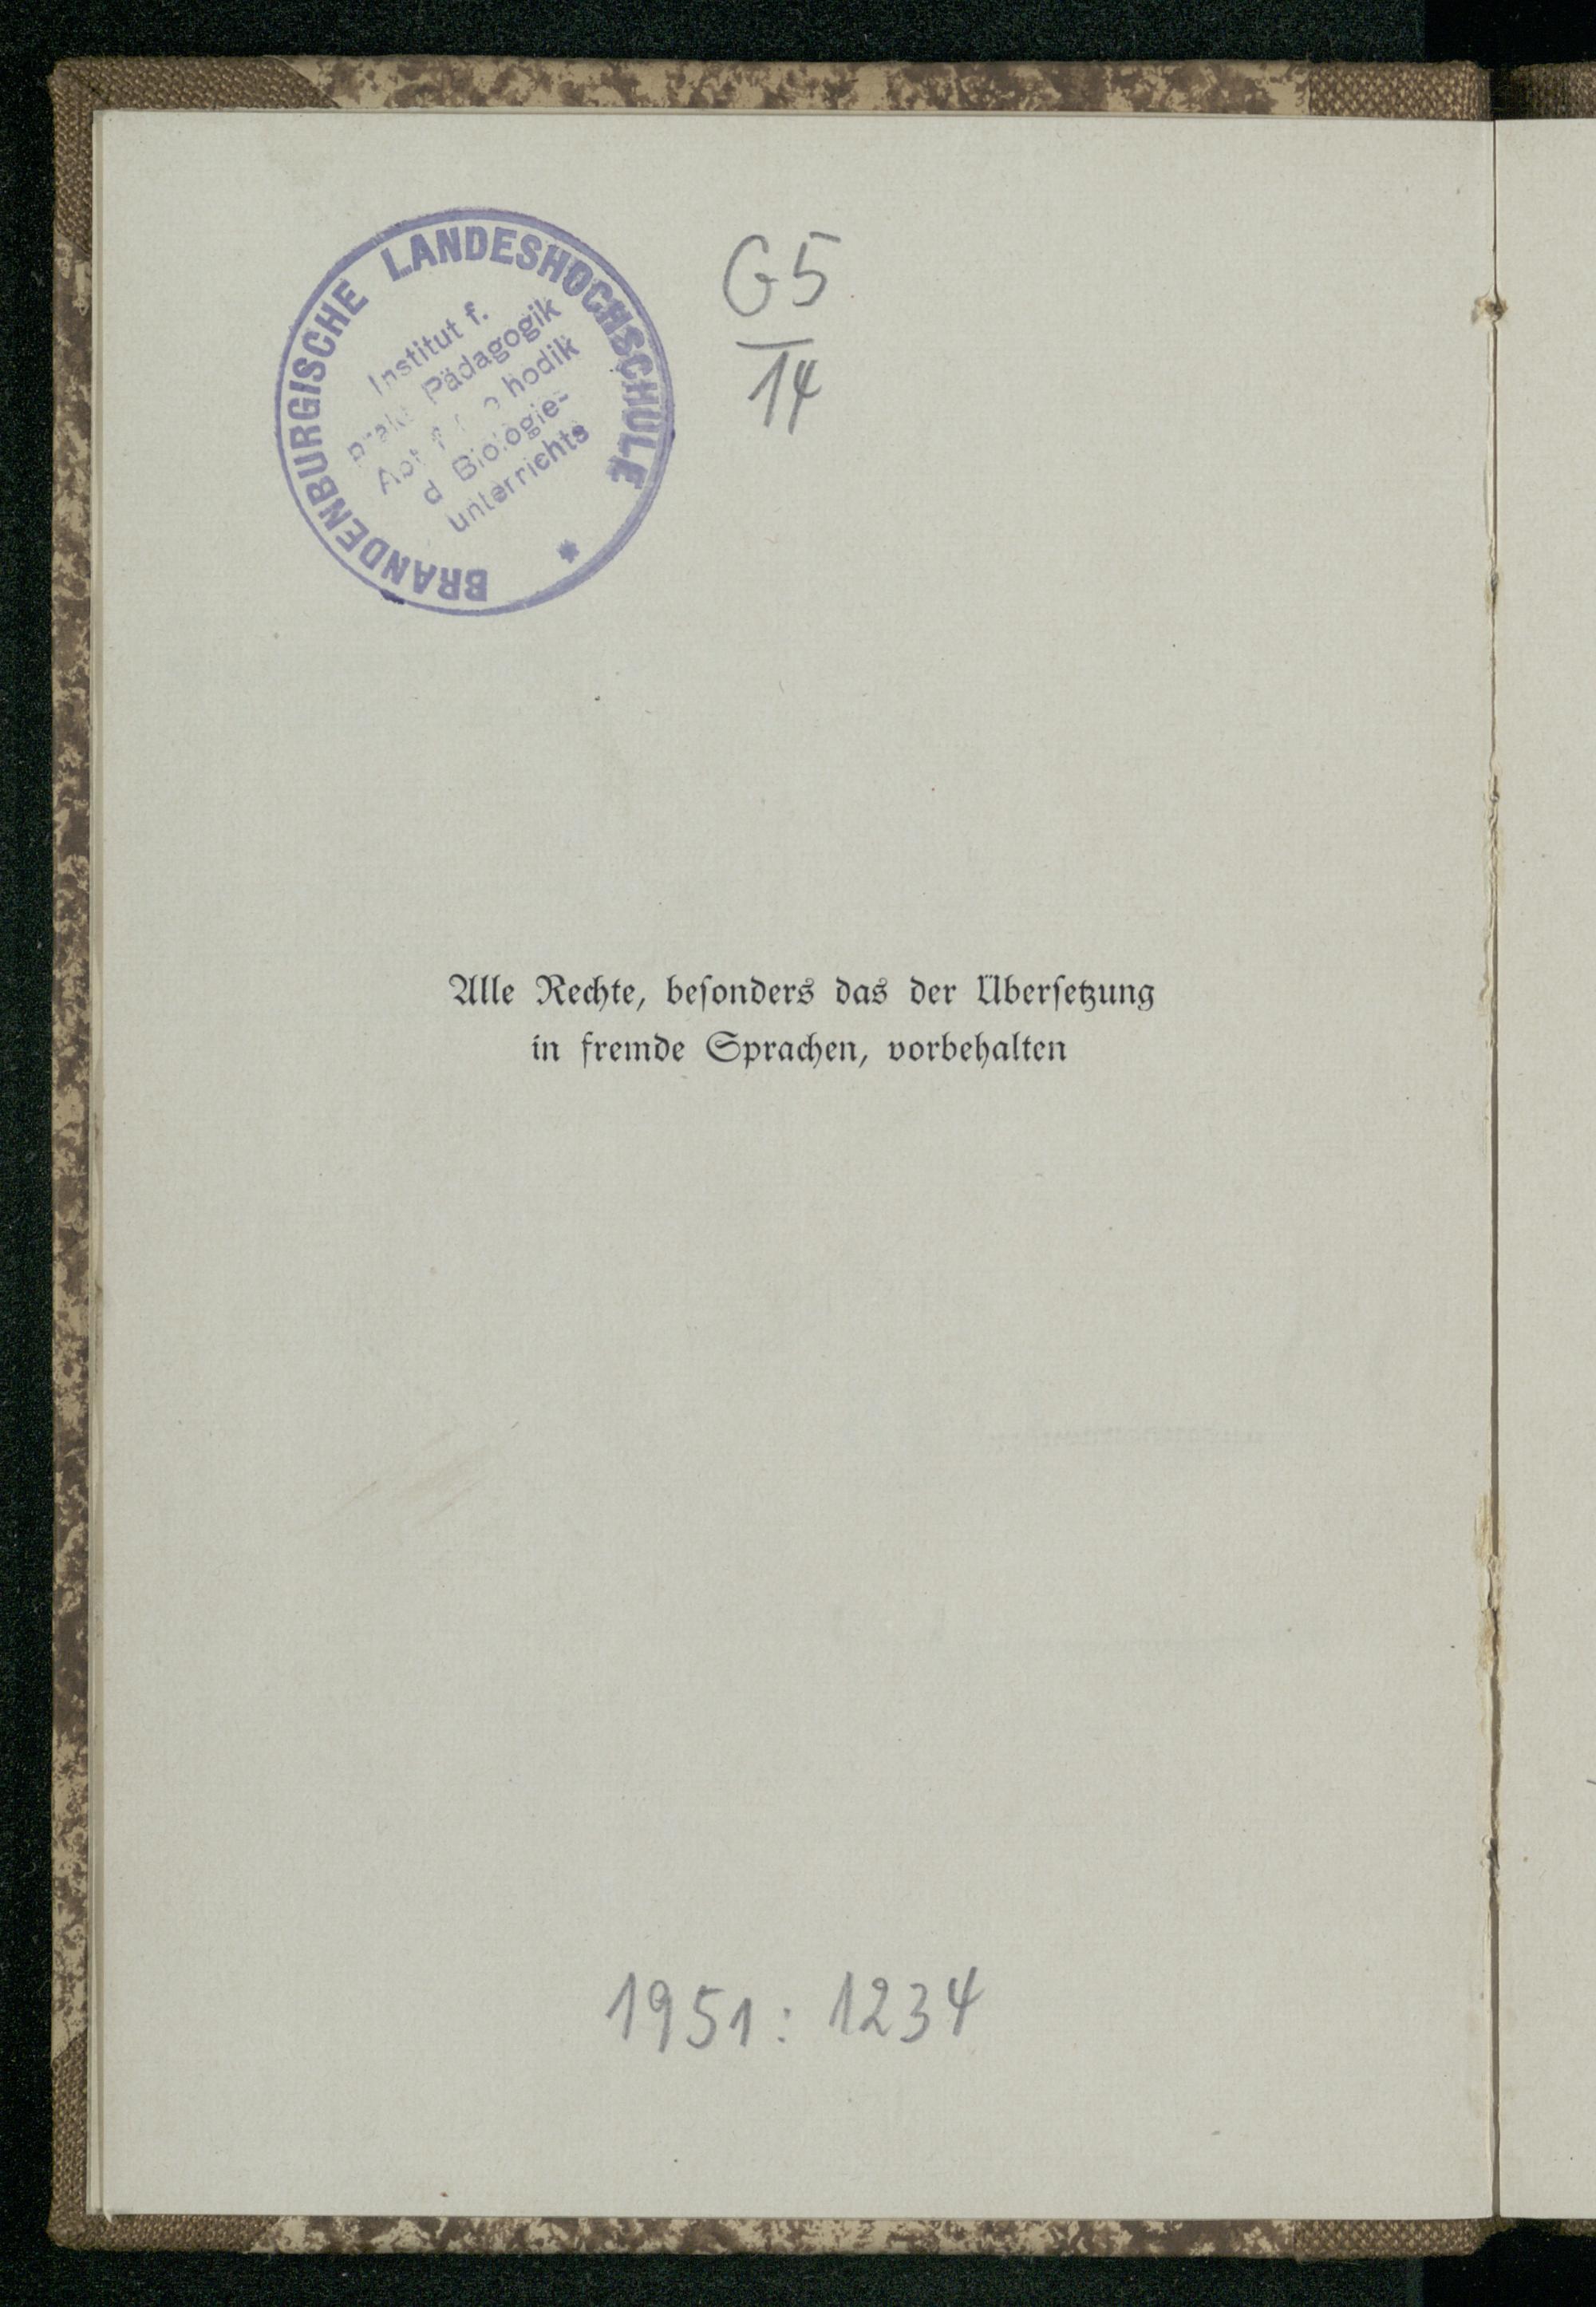 BRANDENBURGISCHE LANDESHOCHSCHULE *
Institut f.
Pädagogik
d Biologie-
unterrichts
G5
14
Alle Rechte, besonders das der Übersetzung
in fremde Sprachen, vorbehalten
1951: 1234